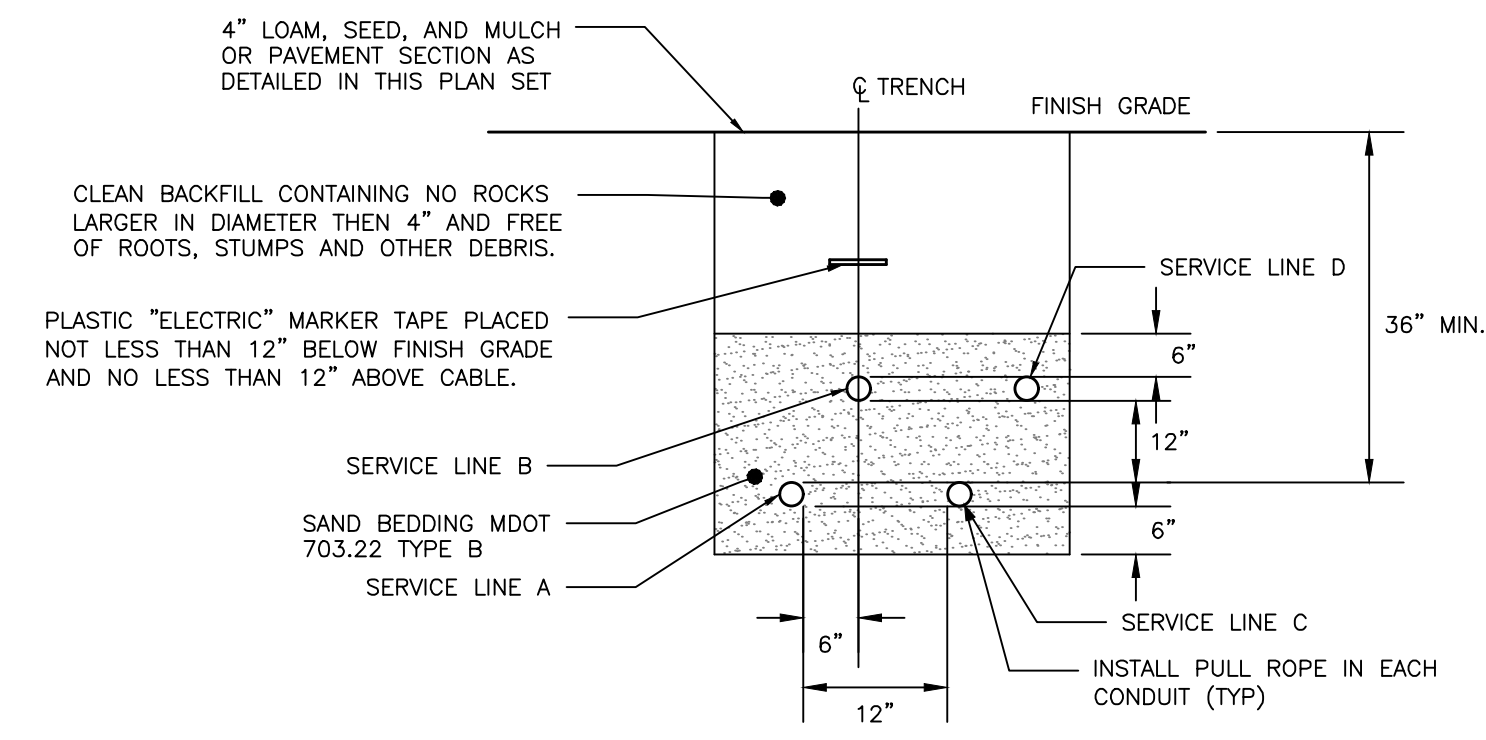 4” LOAM, SEED, AND MULCH
OR PAVEMENT SECTION AS
DETAILED IN THIS PLAN SET
℄ TRENCH
FINISH GRADE
CLEAN BACKFILL CONTAINING NO ROCKS
LARGER IN DIAMETER THEN 4” AND FREE
OF ROOTS, STUMPS AND OTHER DEBRIS.
SERVICE LINE D
PLASTIC ”ELECTRIC” MARKER TAPE PLACED
NOT LESS THAN 12” BELOW FINISH GRADE
AND NO LESS THAN 12” ABOVE CABLE.
36” MIN.
6”
12”
SERVICE LINE B
SAND BEDDING MDOT
703.22 TYPE B
6”
SERVICE LINE A
SERVICE LINE C
6”
INSTALL PULL ROPE IN EACH
CONDUIT (TYP)
12”